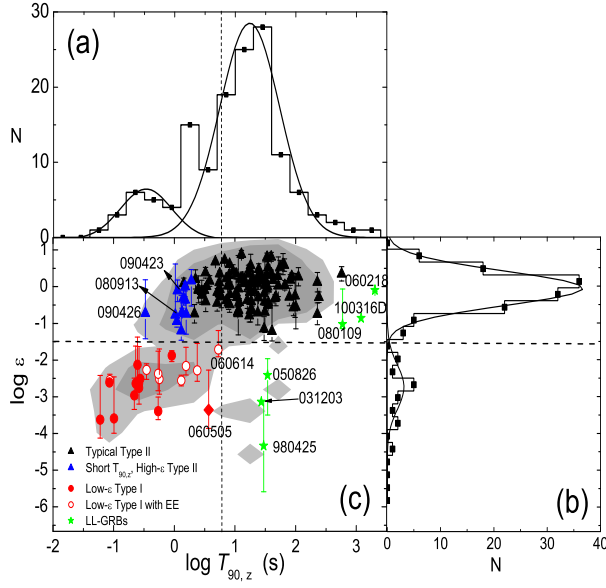 30
20
10
0
N
(a)
1
0
-1
-2
-3
-4
-5
-6
log ε
090423
080913
090426
060218
100316D
080109
060614
050826
031203
060505
980425
Typical Type II
Short T90,z, High-ε Type II
Low-ε Type I
Low-ε Type I with EE
LL-GRBs
(c)
(b)
-2 -1 0 1 2 3
log T90, z (s)
0 10 20 30 40
N